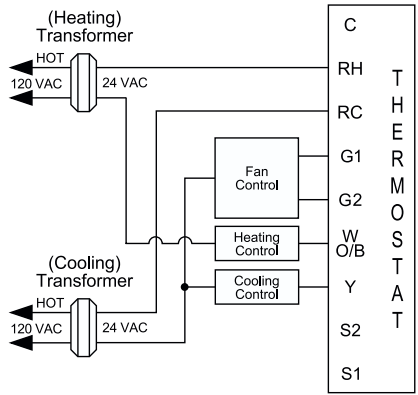 (Heating)
Transformer
HOT
120 VAC
24 VAC
C
RH
RC
G1
G2
W
O/B
Y
S2
S1
THERMOSTAT
Fan
Control
Heating
Control
Cooling
Control
(Cooling)
Transformer
HOT
120 VAC
24 VAC